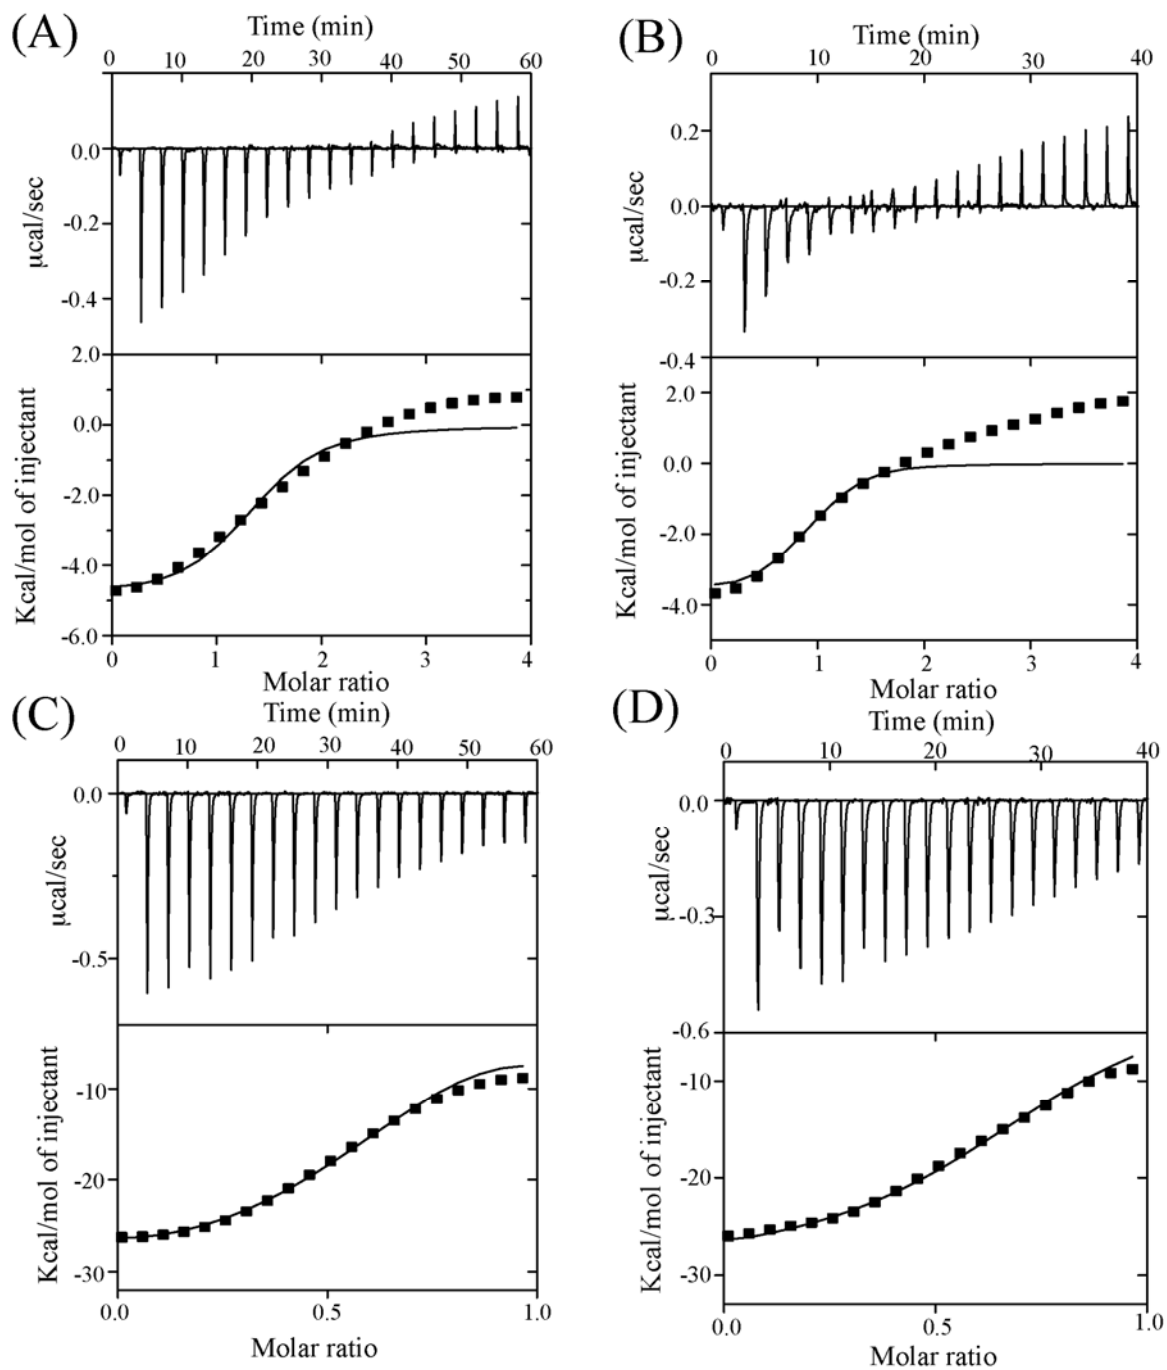 (A)
Time (min)
0 10 20 30 40 50 60
0.0
-0.2
-0.4
μcal/sec
2.0
0.0
-2.0
-4.0
-6.0
Kcal/mol of injectant
0 1 2 3 4
Molar ratio
(B)
Time (min)
0 10 20 30 40
0.2
0.0
-0.2
-0.4
μcal/sec
2.0
0.0
-2.0
-4.0
Kcal/mol of injectant
0 1 2 3 4
Molar ratio
(C)
Time (min)
0 10 20 30 40 50 60
0.0
-0.5
μcal/sec
-10
-20
-30
Kcal/mol of injectant
0.0 0.5 1.0
Molar ratio
(D)
Time (min)
0 10 20 30 40
0.0
-0.3
-0.6
μcal/sec
-10
-20
-30
Kcal/mol of injectant
0.0 0.5 1.0
Molar ratio